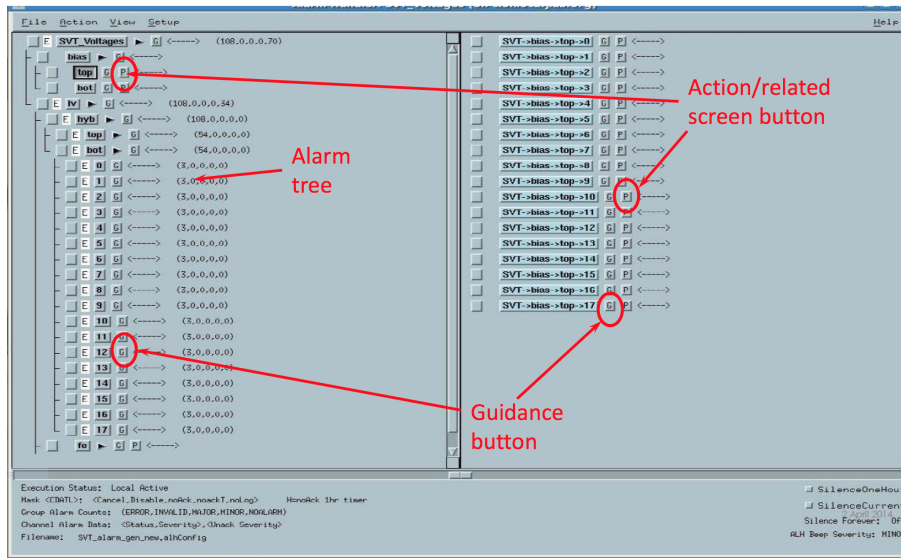 File Action View Setup Help
E SVT_Voltages G <-----> (108,0,0,0,70)
bias G <----->
top G P <----->
bot G P <----->
E lv G <-----> (108,0,0,0,34)
E hyb G <-----> (108,0,0,0,0)
E top G <-----> (54,0,0,0,0)
E bot G <-----> (54,0,0,0,0)
E 0 G <-----> (3,0,0,0,0)
E 1 G <-----> (3,0,0,0,0)
E 2 G <-----> (3,0,0,0,0)
E 3 G <-----> (3,0,0,0,0)
E 4 G <-----> (3,0,0,0,0)
E 5 G <-----> (3,0,0,0,0)
E 6 G <-----> (3,0,0,0,0)
E 7 G <-----> (3,0,0,0,0)
E 8 G <-----> (3,0,0,0,0)
E 9 G <-----> (3,0,0,0,0)
E 10 G <-----> (3,0,0,0,0)
E 11 G <-----> (3,0,0,0,0)
E 12 G <-----> (3,0,0,0,0)
E 13 G <-----> (3,0,0,0,0)
E 14 G <-----> (3,0,0,0,0)
E 15 G <-----> (3,0,0,0,0)
E 16 G <-----> (3,0,0,0,0)
E 17 G <-----> (3,0,0,0,0)
fe G P <----->
Alarm
tree
SVT->bias->top->0 G P <----->
SVT->bias->top->1 G P <----->
SVT->bias->top->2 G P <----->
SVT->bias->top->3 G P <----->
SVT->bias->top->4 G P <----->
SVT->bias->top->5 G P <----->
SVT->bias->top->6 G P <----->
SVT->bias->top->7 G P <----->
SVT->bias->top->8 G P <----->
SVT->bias->top->9 G P <----->
SVT->bias->top->10 G P <----->
SVT->bias->top->11 G P <----->
SVT->bias->top->12 G P <----->
SVT->bias->top->13 G P <----->
SVT->bias->top->14 G P <----->
SVT->bias->top->15 G P <----->
SVT->bias->top->16 G P <----->
SVT->bias->top->17 G P <----->
Action/related
screen button
Guidance
button
Execution Status: Local Active
Mask <CDATL>: <Cancel,Disable,noAck,noackT,noLog> H=noAck 1hr timer
Group Alarm Counts: (ERROR,INVALID,MAJOR,MINOR,NOALARM)
Channel Alarm Data: <Status,Severity>,<Unack Severity>
Filename: SVT_alarm_gen_new.alhConfig
SilenceOneHou
SilenceCurren
2 April 2014
Silence Forever: Of
ALH Beep Severity: MINO